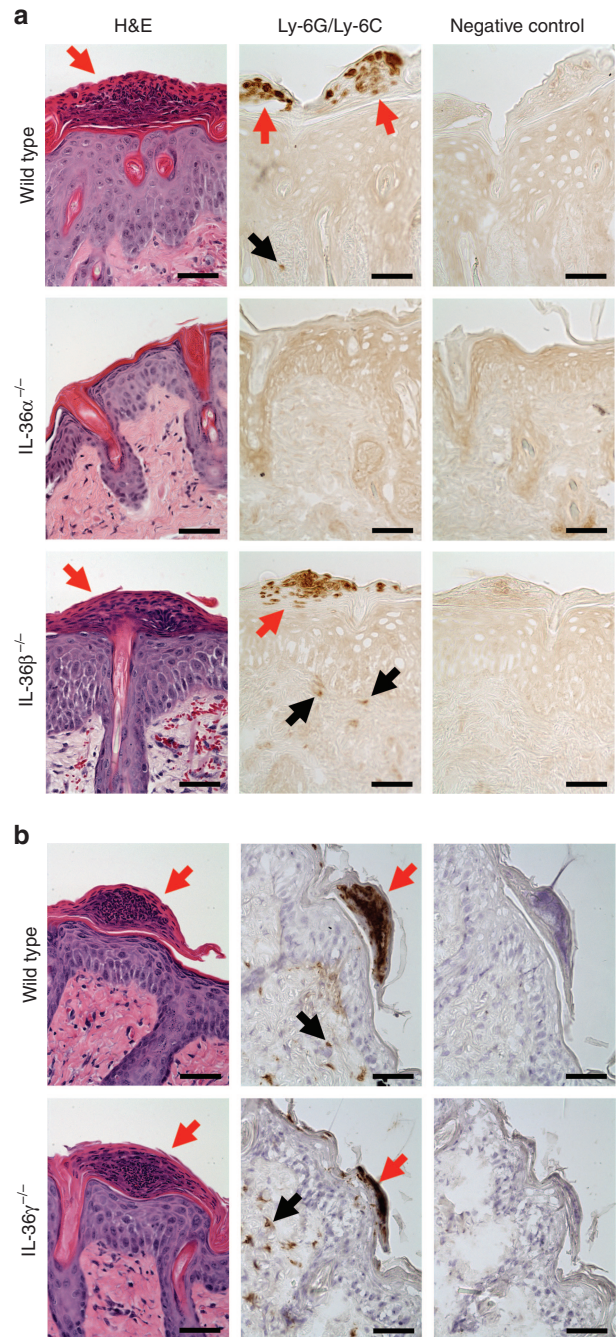 a
H&E
Ly-6G/Ly-6C
Negative control
Wild type
IL-36α⁻/⁻
IL-36β⁻/⁻
b
Wild type
IL-36γ⁻/⁻